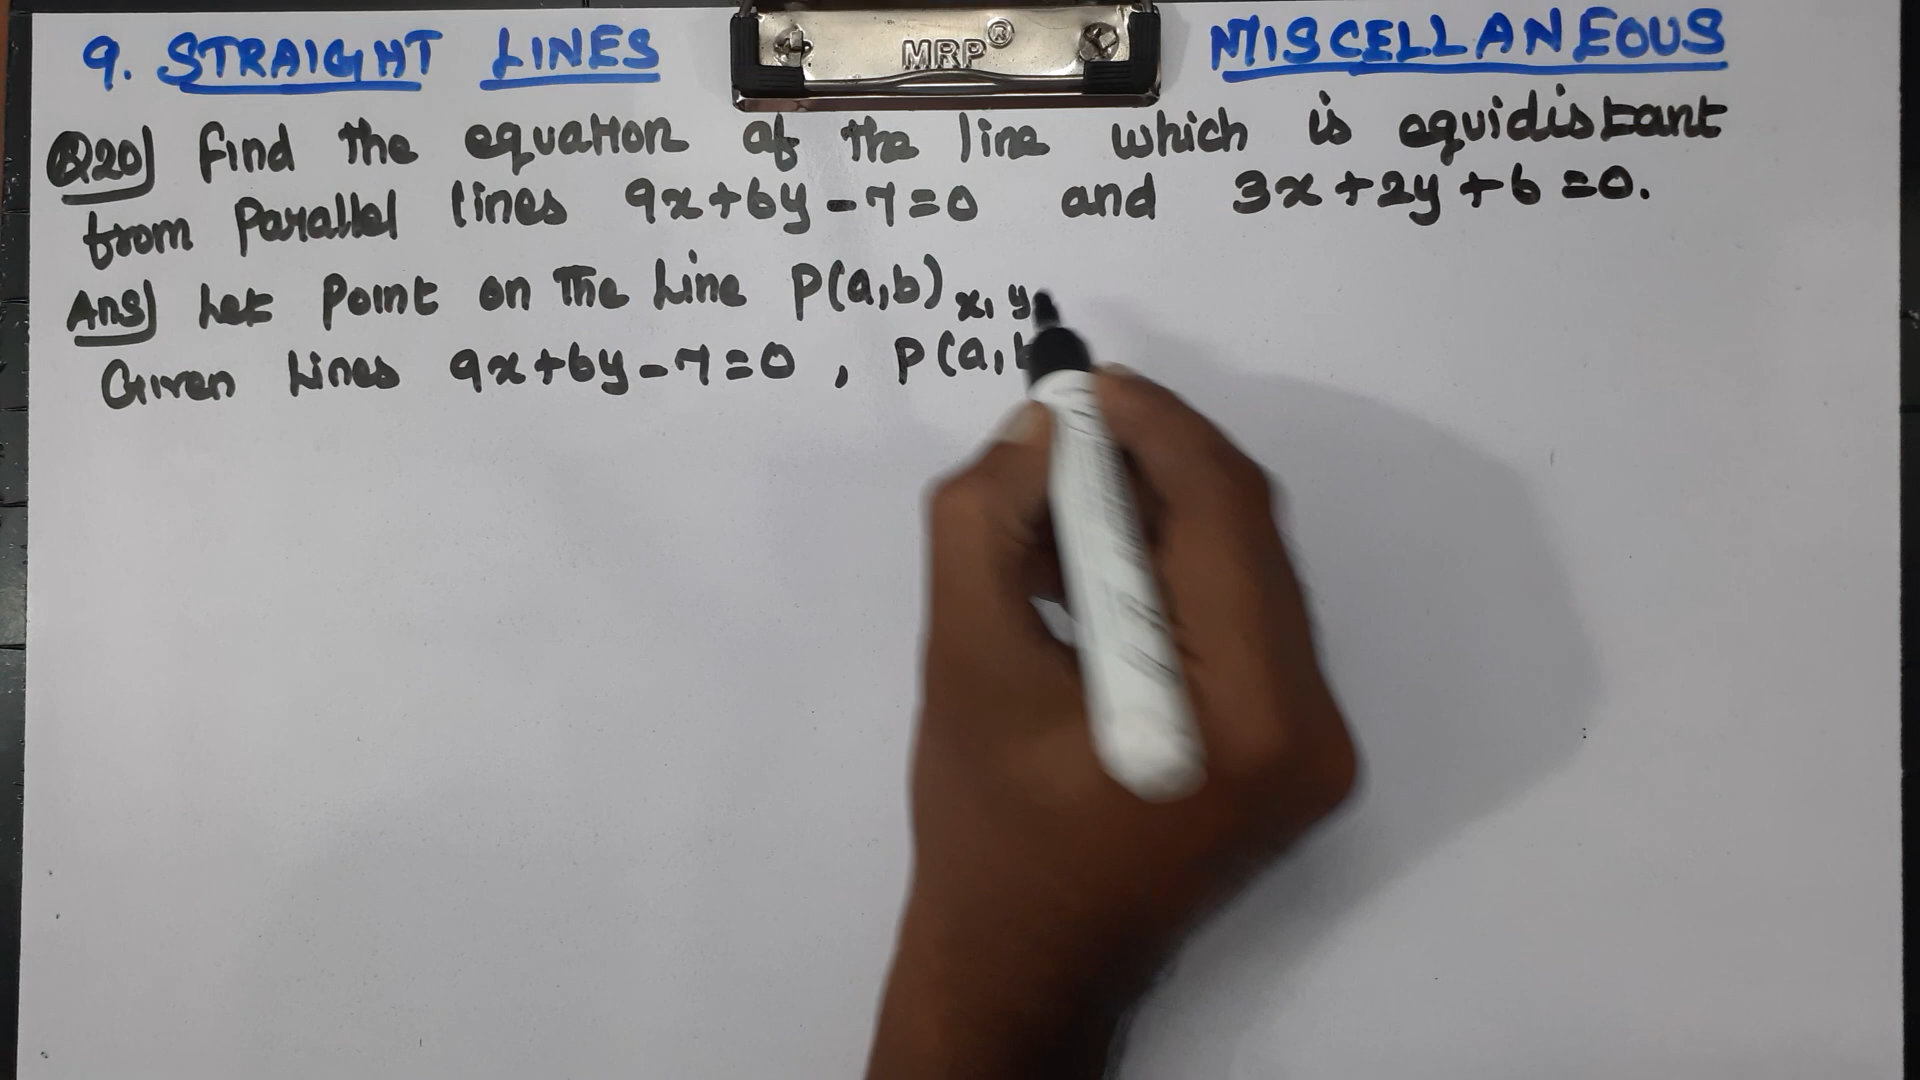 9. STRAIGHT LINES
MRP®
MISCELLANEOUS
Q20) Find the equation of the line which is equidistant
from Parallel lines 9x+6y-7=0 and 3x+2y+6=0.
Ans) Let Point on the Line P(a,b) x, y
Given Lines 9x+6y-7=0, P(a,